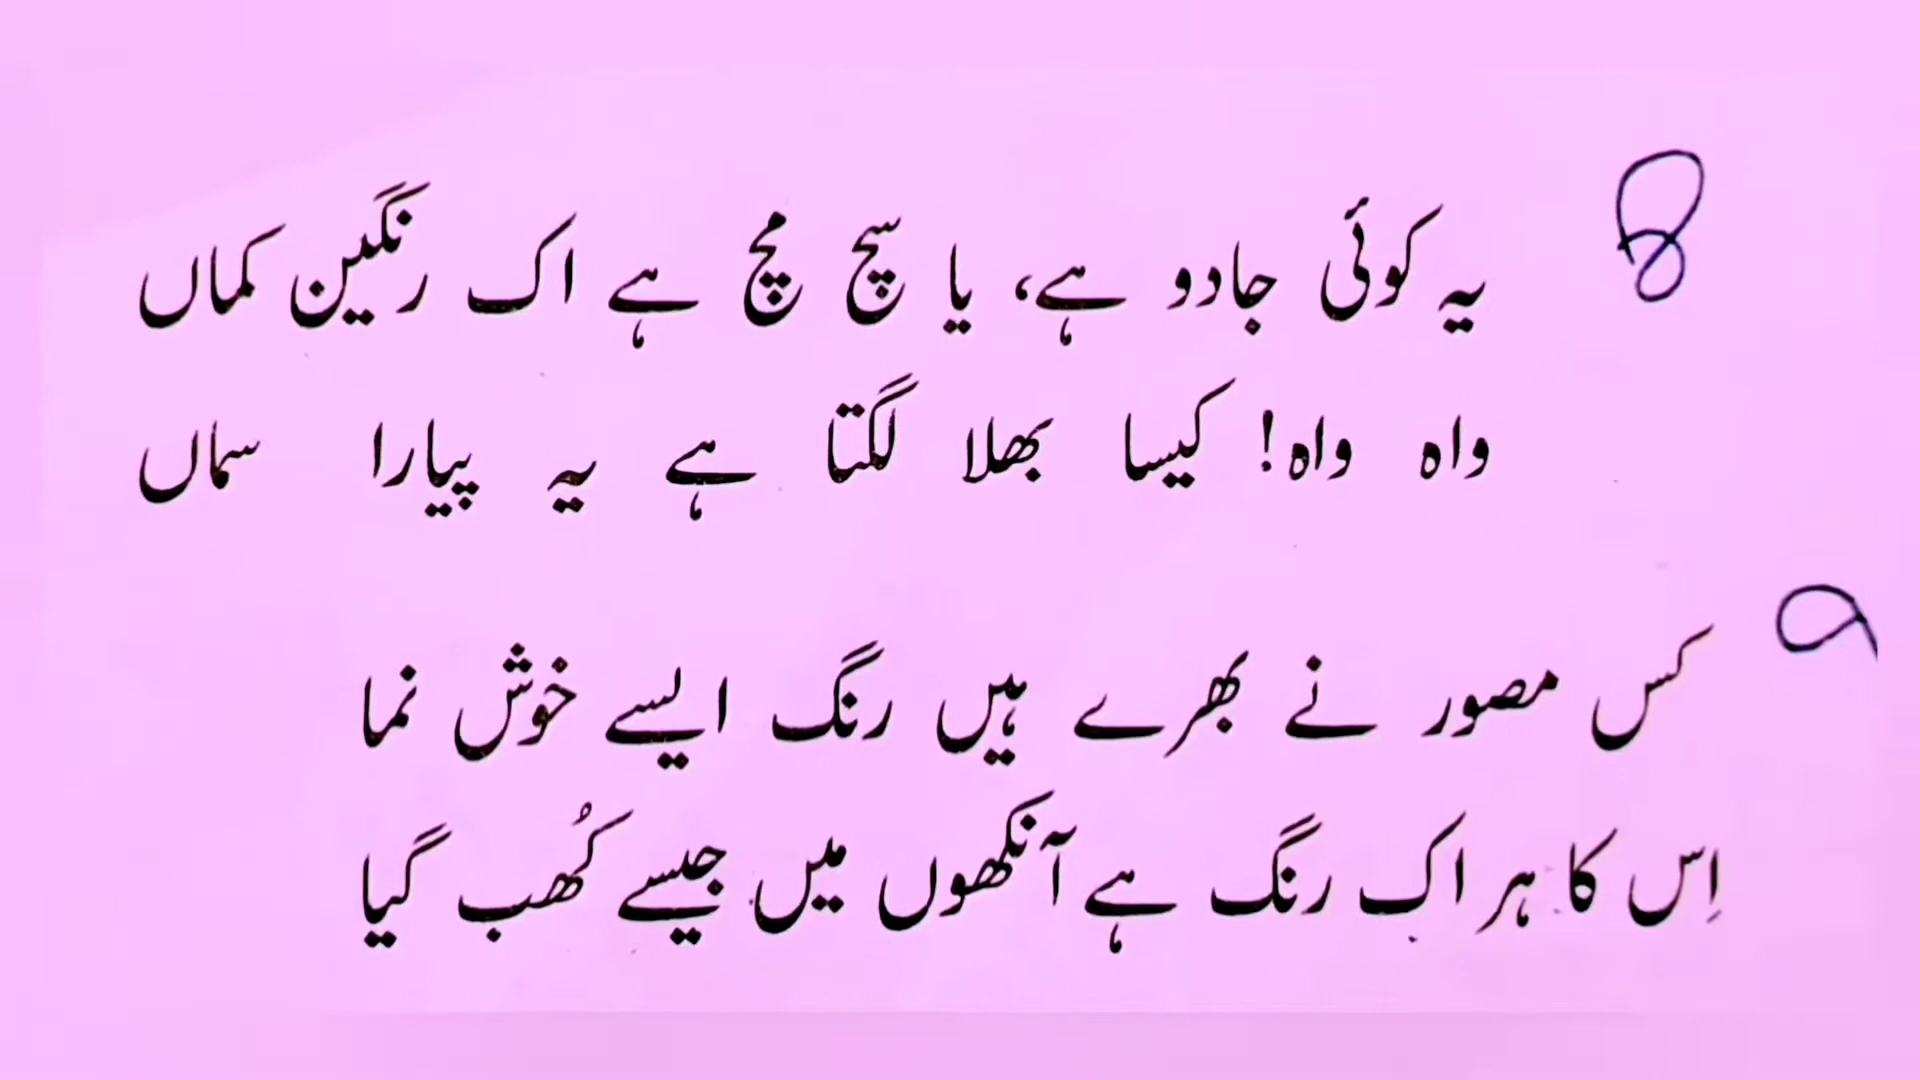 8
یہ کوئی جادو ہے، یا سچ مچ ہے اک رنگین کماں
واہ واہ! کیسا بھلا لگتا ہے یہ پیارا سماں
9
کس مصور نے بھرے ہیں رنگ ایسے خوش نما
اِس کا ہر اک رنگ ہے آنکھوں میں جیسے کُھب گیا